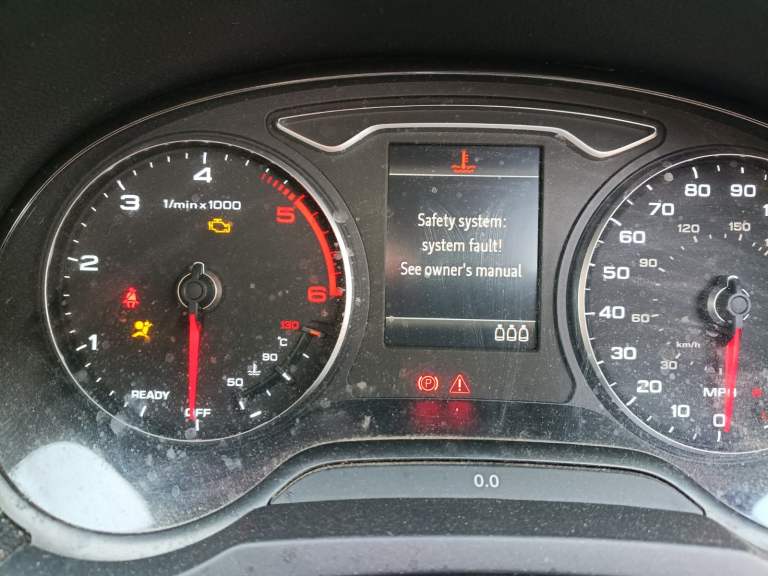 4
3
1/min x 1000
5
2
6
1
130
°C
90
50
READY
OFF
Safety system:
system fault!
See owner's manual
(P)
80
90
70
60
120
150
50
90
40
60
km/h
30
30
20
MPH
10
0
0.0